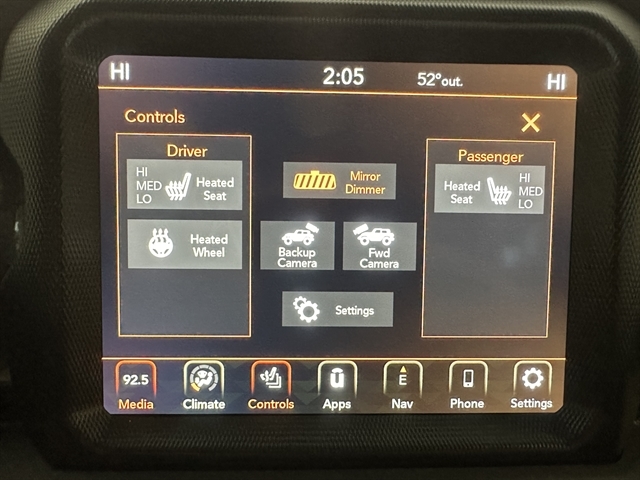 HI 2:05 52°out. HI
Controls
Driver
HI
MED
LO
Heated
Seat
Heated
Wheel
Mirror
Dimmer
Backup
Camera
Fwd
Camera
Settings
Passenger
Heated
Seat
HI
MED
LO
92.5
E
Media Climate Controls Apps Nav Phone Settings